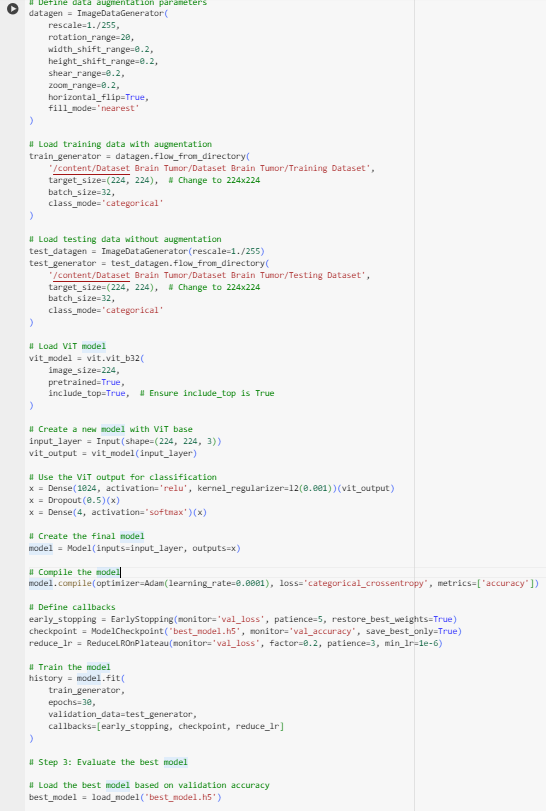 # Define data augmentation parameters
datagen = ImageDataGenerator(
    rescale=1./255,
    rotation_range=20,
    width_shift_range=0.2,
    height_shift_range=0.2,
    shear_range=0.2,
    zoom_range=0.2,
    horizontal_flip=True,
    fill_mode='nearest'
)

# Load training data with augmentation
train_generator = datagen.flow_from_directory(
    '/content/Dataset Brain Tumor/Dataset Brain Tumor/Training Dataset',
    target_size=(224, 224),  # Change to 224x224
    batch_size=32,
    class_mode='categorical'
)

# Load testing data without augmentation
test_datagen = ImageDataGenerator(rescale=1./255)
test_generator = test_datagen.flow_from_directory(
    '/content/Dataset Brain Tumor/Dataset Brain Tumor/Testing Dataset',
    target_size=(224, 224),  # Change to 224x224
    batch_size=32,
    class_mode='categorical'
)

# Load ViT model
vit_model = vit.vit_b32(
    image_size=224,
    pretrained=True,
    include_top=True,  # Ensure include_top is True
)

# Create a new model with ViT base
input_layer = Input(shape=(224, 224, 3))
vit_output = vit_model(input_layer)

# Use the ViT output for classification
x = Dense(1024, activation='relu', kernel_regularizer=l2(0.001))(vit_output)
x = Dropout(0.5)(x)
x = Dense(4, activation='softmax')(x)

# Create the final model
model = Model(inputs=input_layer, outputs=x)

# Compile the model
model.compile(optimizer=Adam(learning_rate=0.0001), loss='categorical_crossentropy', metrics=['accuracy'])

# Define callbacks
early_stopping = EarlyStopping(monitor='val_loss', patience=5, restore_best_weights=True)
checkpoint = ModelCheckpoint('best_model.h5', monitor='val_accuracy', save_best_only=True)
reduce_lr = ReduceLROnPlateau(monitor='val_loss', factor=0.2, patience=3, min_lr=1e-6)

# Train the model
history = model.fit(
    train_generator,
    epochs=30,
    validation_data=test_generator,
    callbacks=[early_stopping, checkpoint, reduce_lr]
)

# Step 3: Evaluate the best model

# Load the best model based on validation accuracy
best_model = load_model('best_model.h5')